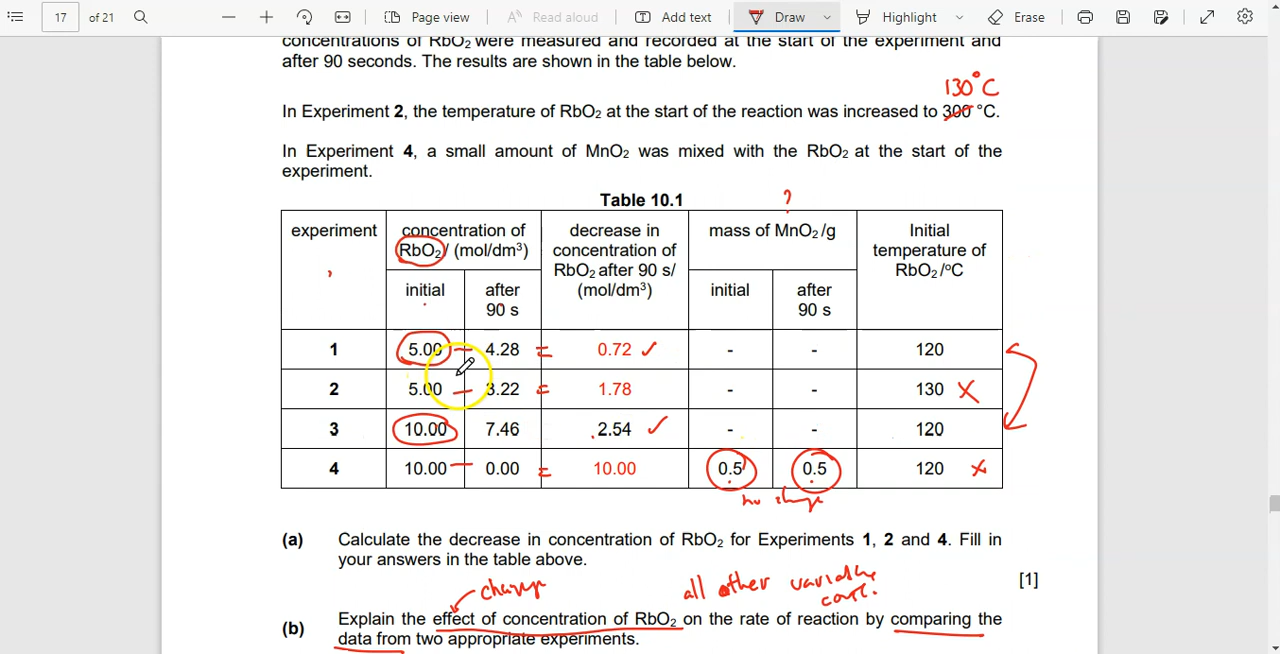 17 of 21 Page view Read aloud Add text Draw Highlight Erase
concentrations of RbO₂ were measured and recorded at the start of the experiment and
after 90 seconds. The results are shown in the table below.
130°C
In Experiment 2, the temperature of RbO₂ at the start of the reaction was increased to 300 °C.
In Experiment 4, a small amount of MnO₂ was mixed with the RbO₂ at the start of the
experiment.
Table 10.1
?
experiment concentration of RbO₂/ (mol/dm³) decrease in concentration of RbO₂ after 90 s/ (mol/dm³) mass of MnO₂/g Initial temperature of RbO₂/°C
initial after 90 s initial after 90 s
1 5.00 – 4.28 = 0.72 ✓ - - 120
2 5.00 – 3.22 = 1.78 - - 130 ✗
3 10.00 7.46 2.54 ✓ - - 120
4 10.00 – 0.00 = 10.00 0.5 0.5 120 ✗
no change
(a) Calculate the decrease in concentration of RbO₂ for Experiments 1, 2 and 4. Fill in
your answers in the table above.
[1]
change all other variable
const.
(b) Explain the effect of concentration of RbO₂ on the rate of reaction by comparing the
data from two appropriate experiments.